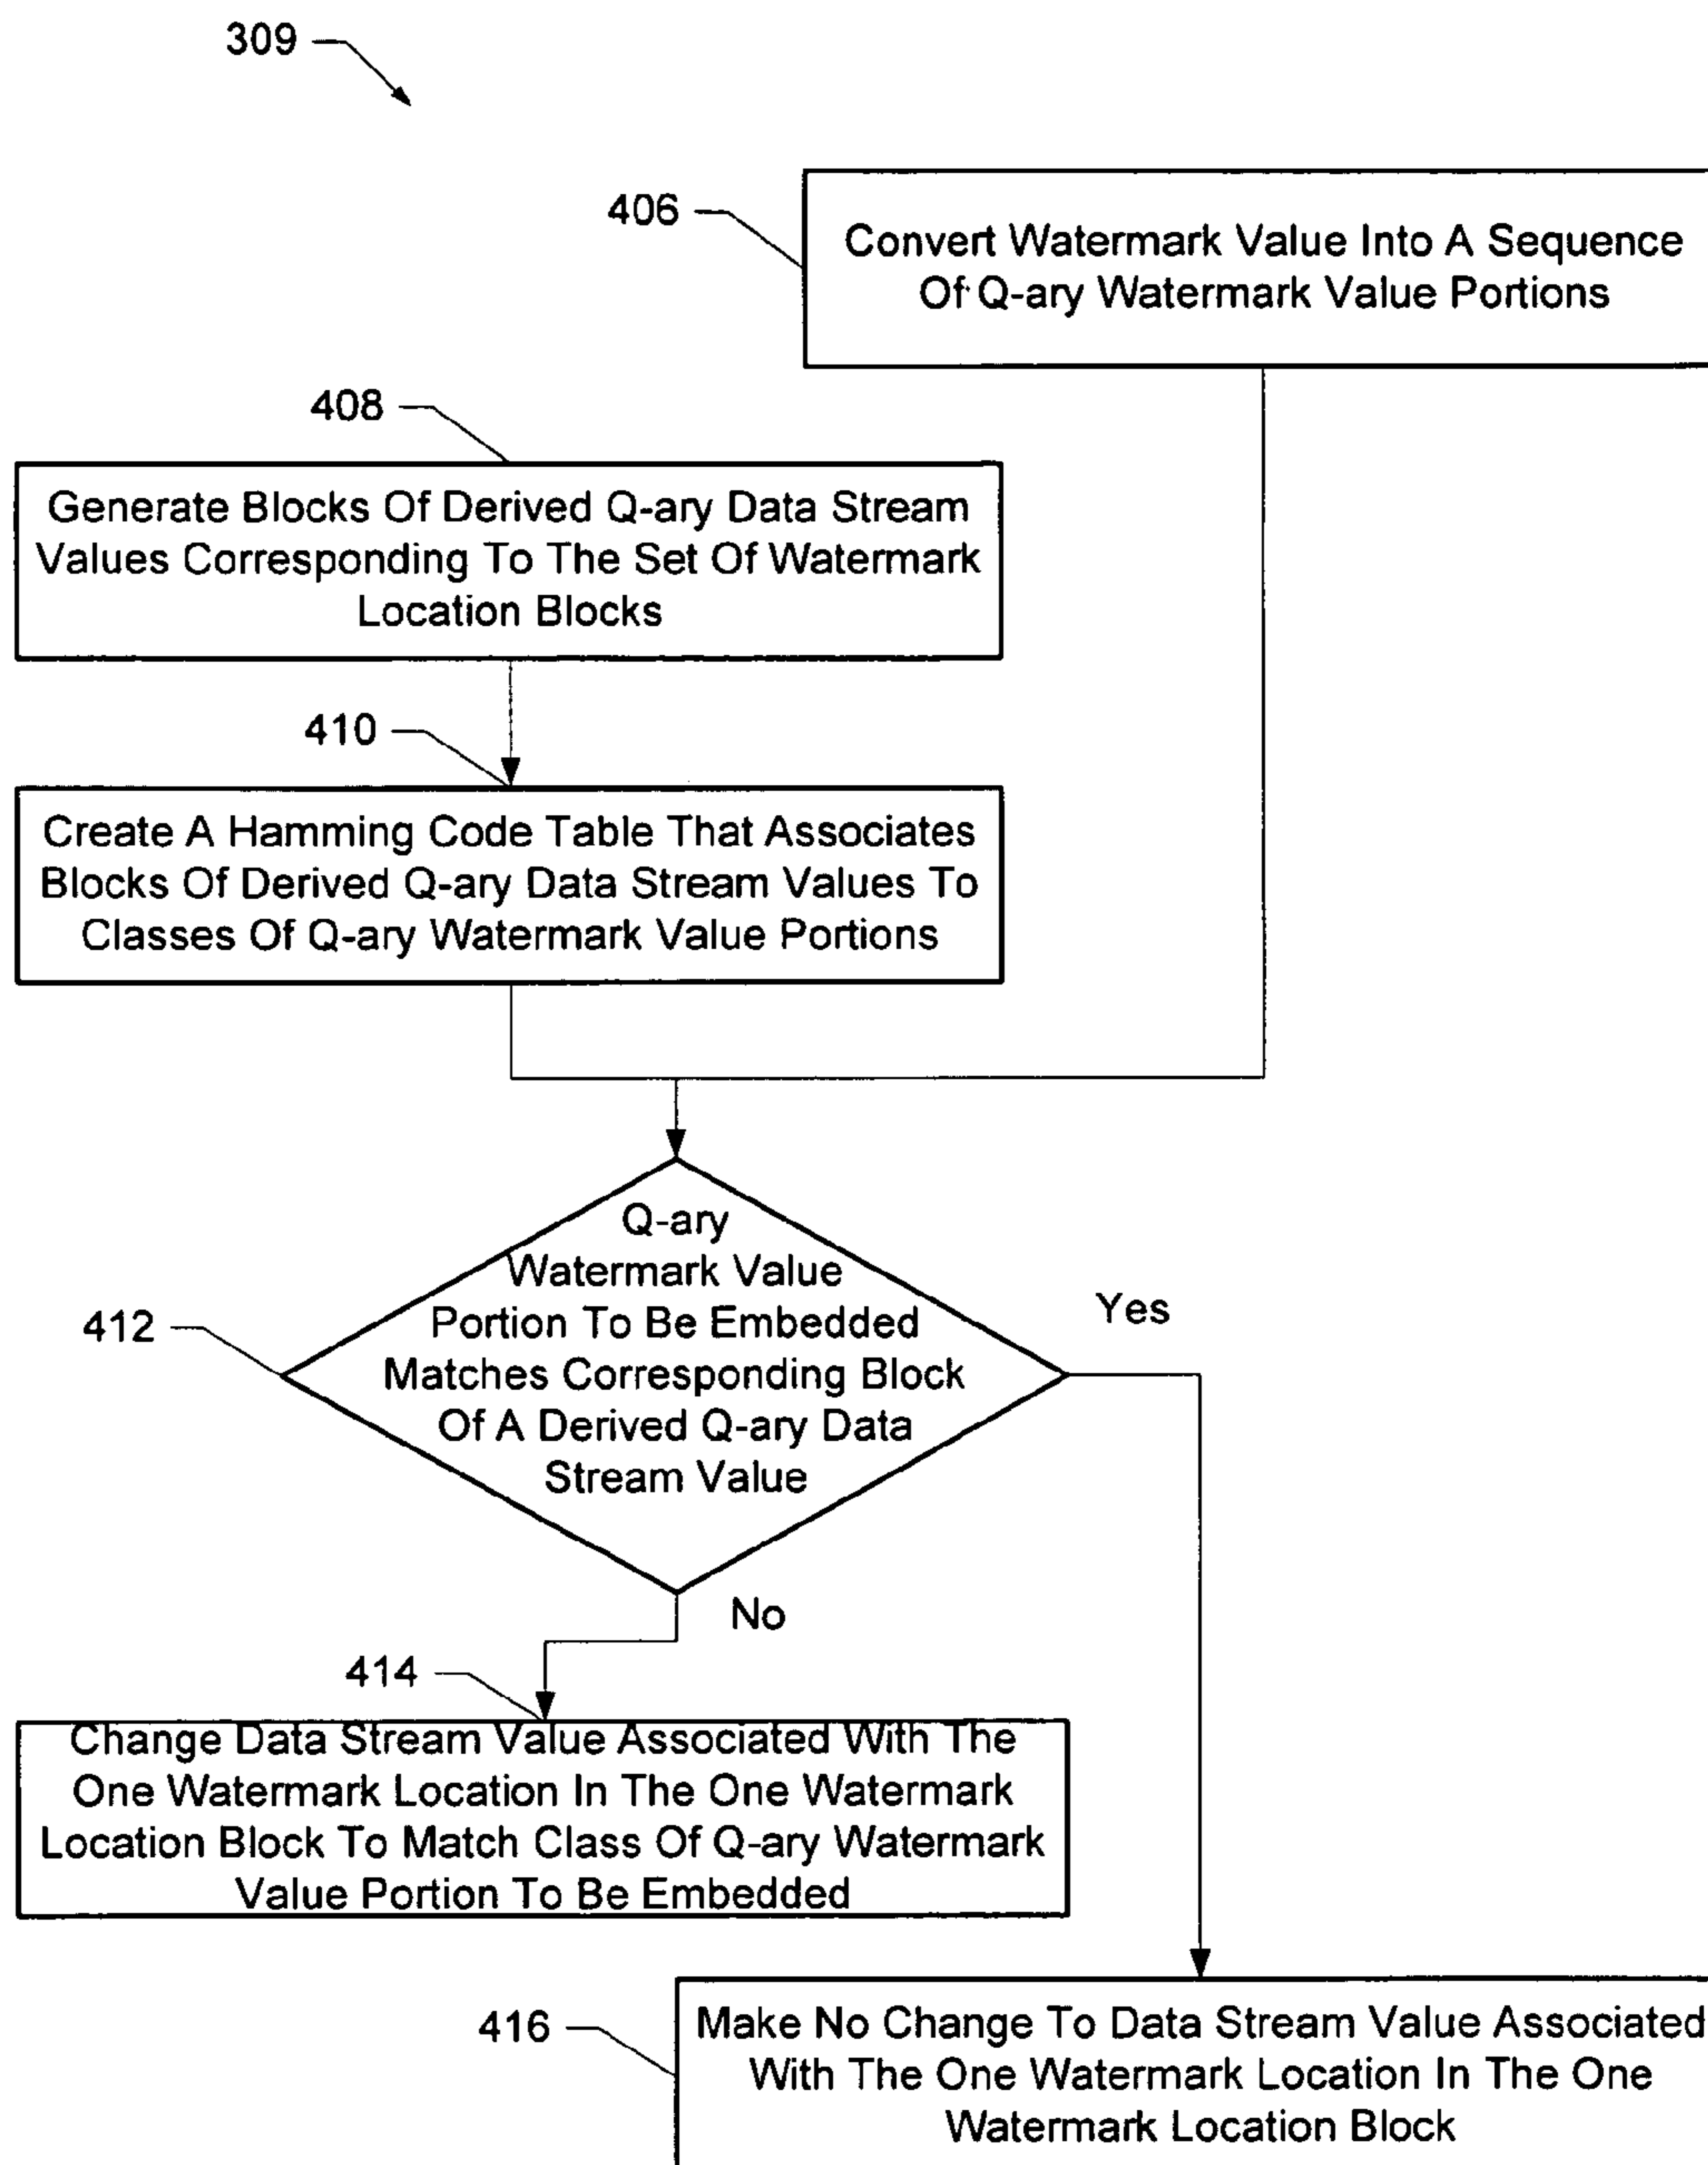 309
406
Convert Watermark Value Into A Sequence
Of Q-ary Watermark Value Portions
408
Generate Blocks Of Derived Q-ary Data Stream
Values Corresponding To The Set Of Watermark
Location Blocks
410
Create A Hamming Code Table That Associates
Blocks Of Derived Q-ary Data Stream Values To
Classes Of Q-ary Watermark Value Portions
412
Q-ary
Watermark Value
Portion To Be Embedded
Matches Corresponding Block
Of A Derived Q-ary Data
Stream Value
Yes
No
414
Change Data Stream Value Associated With The
One Watermark Location In The One Watermark
Location Block To Match Class Of Q-ary Watermark
Value Portion To Be Embedded
416
Make No Change To Data Stream Value Associated
With The One Watermark Location In The One
Watermark Location Block